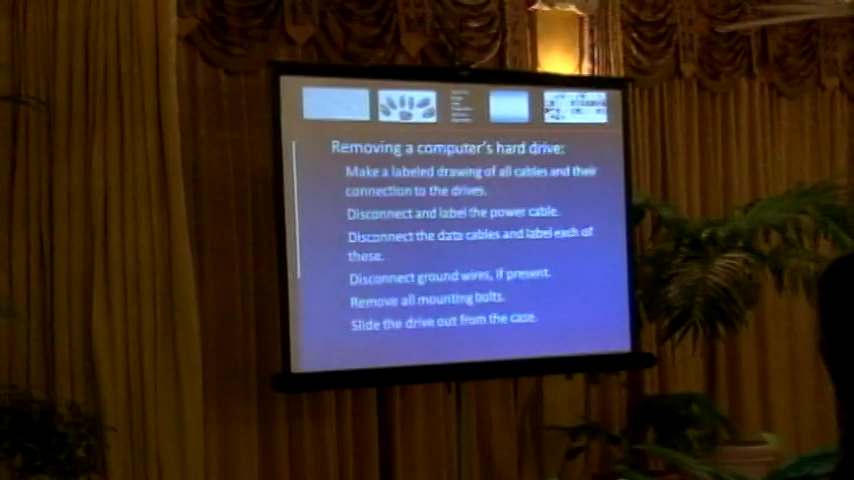 Removing a computer's hard drive:
Make a labeled drawing of all cables and their
connection to the drives.
Disconnect and label the power cable.
Disconnect the data cables and label each of
these.
Disconnect ground wires, if present.
Remove all mounting bolts.
Slide the drive out from the case.